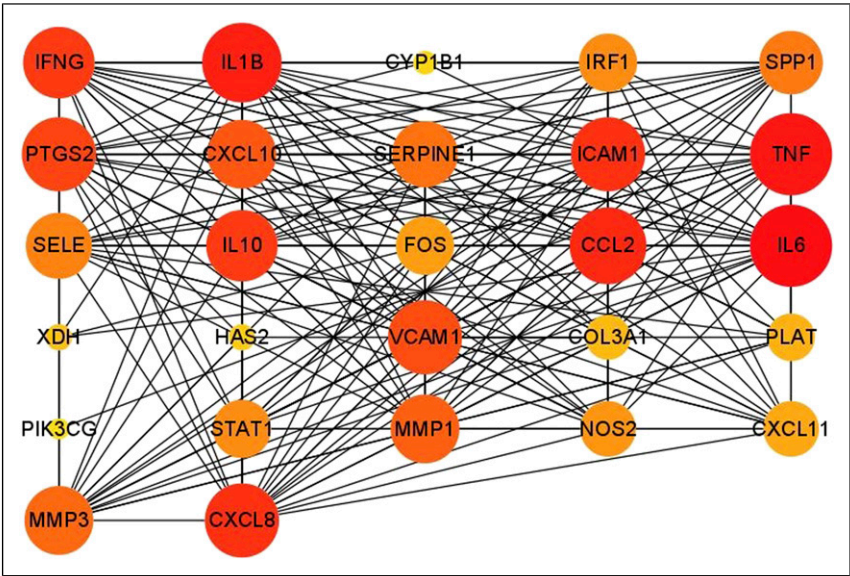 IFNG IL1B CYP1B1 IRF1 SPP1
PTGS2 CXCL10 SERPINE1 ICAM1 TNF
SELE IL10 FOS CCL2 IL6
XDH HAS2 VCAM1 COL3A1 PLAT
PIK3CG STAT1 MMP1 NOS2 CXCL11
MMP3 CXCL8